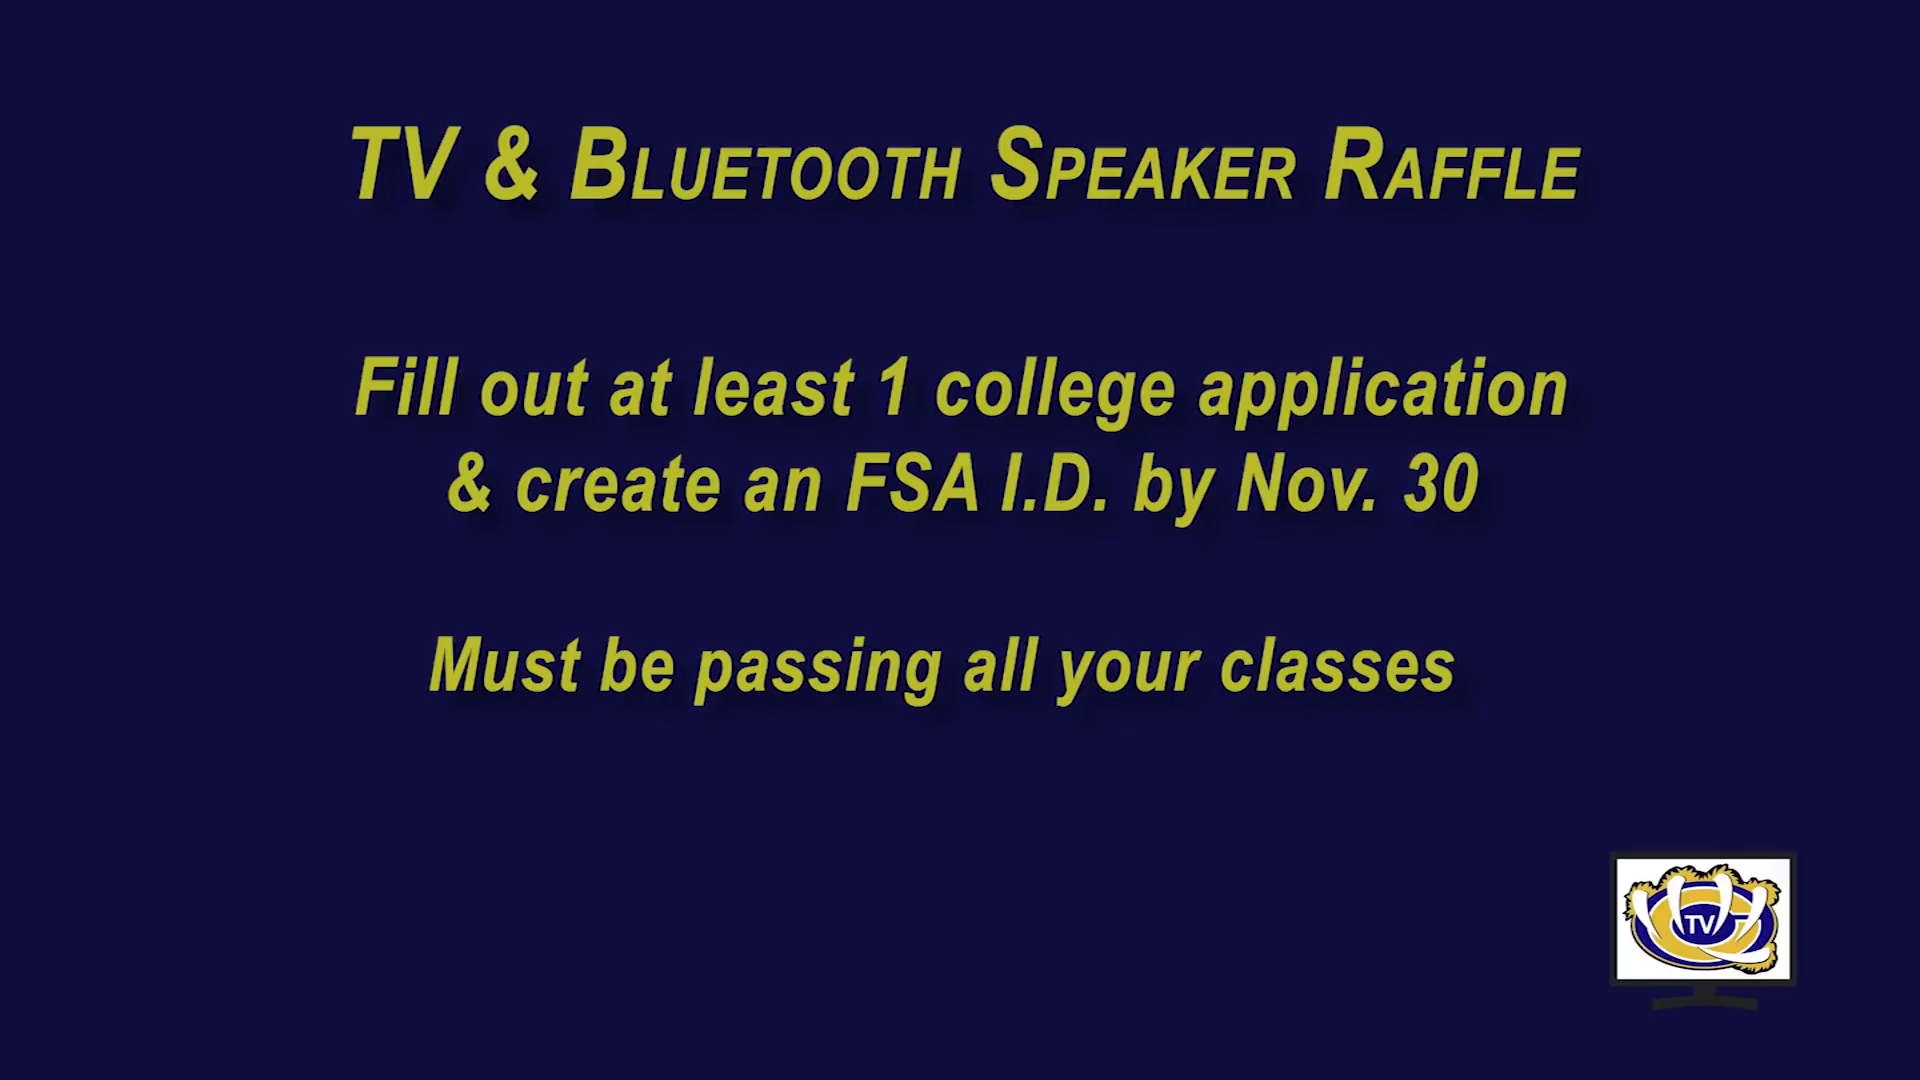 TV & BLUETOOTH SPEAKER RAFFLE
Fill out at least 1 college application
& create an FSA I.D. by Nov. 30
Must be passing all your classes
TV